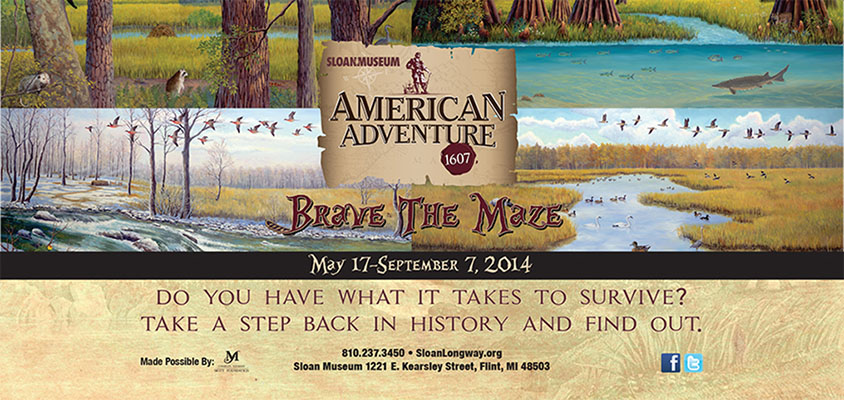 SLOAN.MUSEUM
AMERICAN
ADVENTURE
1607
Brave The Maze
May 17–September 7, 2014
DO YOU HAVE WHAT IT TAKES TO SURVIVE?
TAKE A STEP BACK IN HISTORY AND FIND OUT.
Made Possible By: M
810.237.3450 • SloanLongway.org
Sloan Museum 1221 E. Kearsley Street, Flint, MI 48503
f t